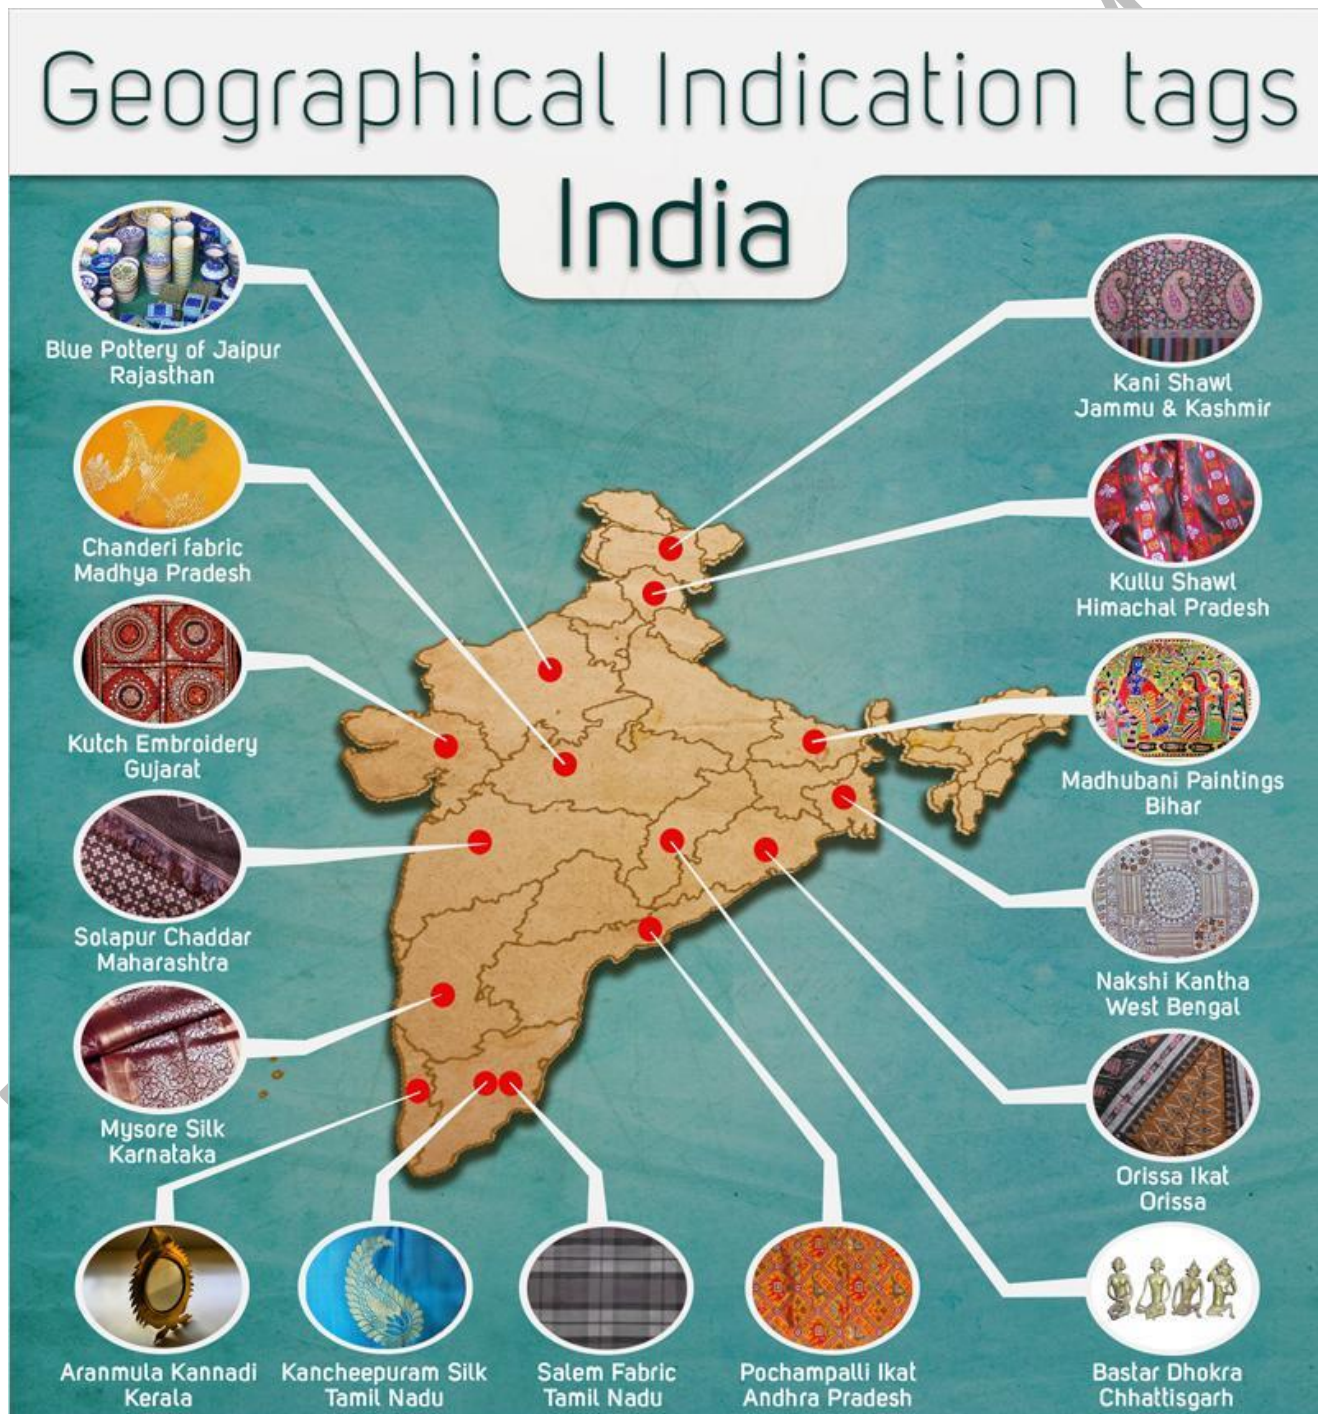 Geographical Indication tags
India
Blue Pottery of Jaipur
Rajasthan
Chanderi fabric
Madhya Pradesh
Kutch Embroidery
Gujarat
Solapur Chaddar
Maharashtra
Mysore Silk
Karnataka
Aranmula Kannadi
Kerala
Kancheepuram Silk
Tamil Nadu
Salem Fabric
Tamil Nadu
Pochampalli Ikat
Andhra Pradesh
Kani Shawl
Jammu & Kashmir
Kullu Shawl
Himachal Pradesh
Madhubani Paintings
Bihar
Nakshi Kantha
West Bengal
Orissa Ikat
Orissa
Bastar Dhokra
Chhattisgarh